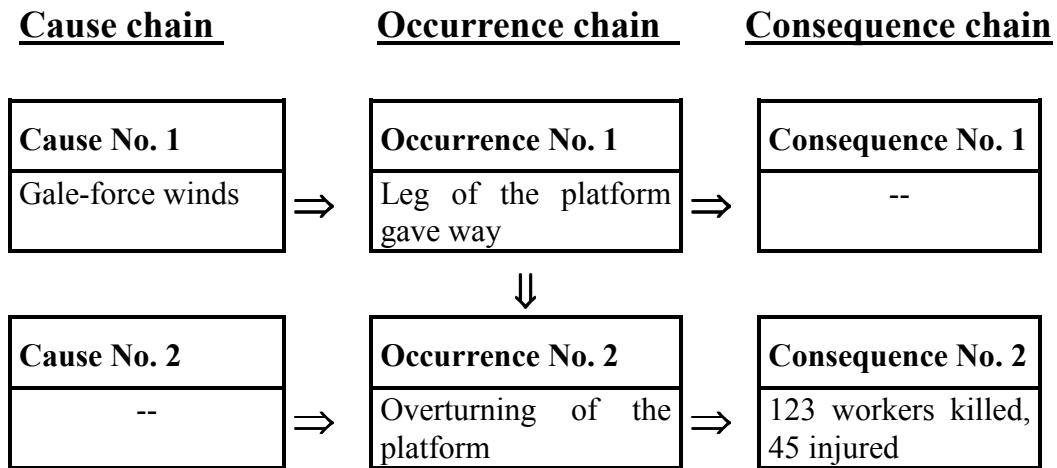 Cause chain
Occurrence chain
Consequence chain
Cause No. 1
Occurrence No. 1
Consequence No. 1
Gale-force winds
⇒
Leg of the platform
gave way
⇒
--
⇓
Cause No. 2
Occurrence No. 2
Consequence No. 2
--
⇒
Overturning of the
platform
⇒
123 workers killed,
45 injured